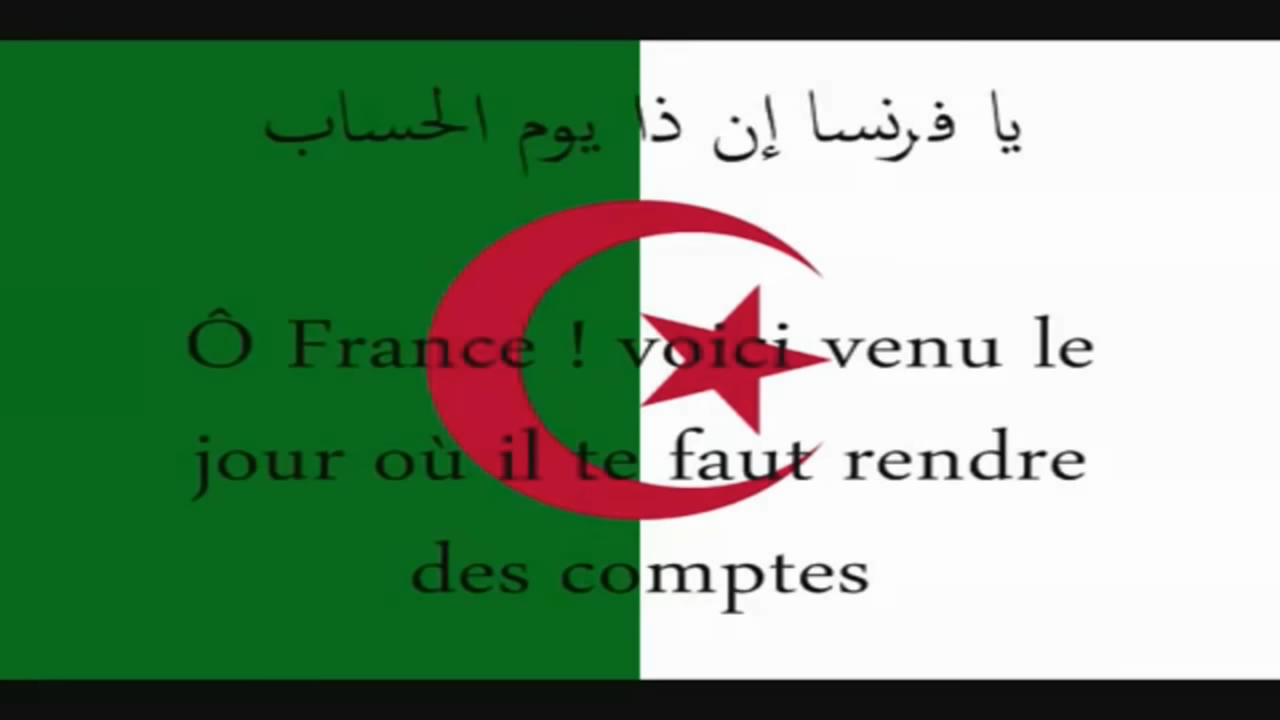 يا فرنسا إن ذا يوم الحساب
Ô France ! voici venu le
jour où il te faut rendre
des comptes